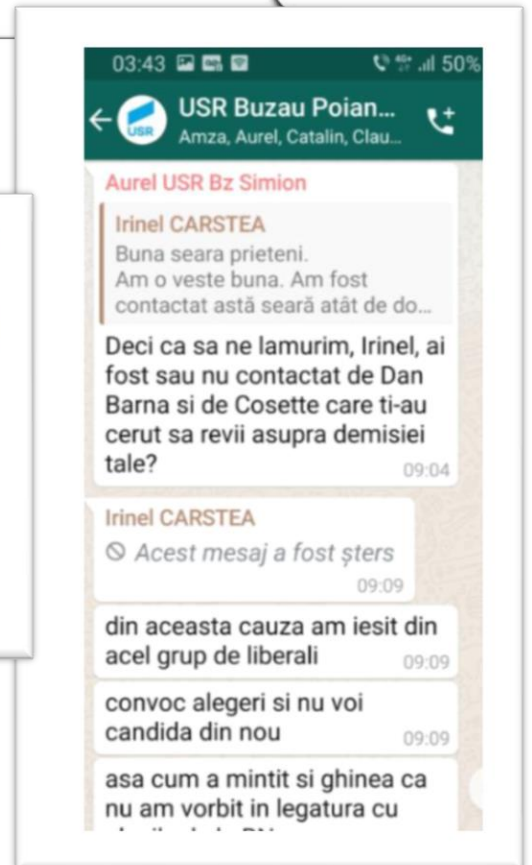 03:43 50%
USR Buzau Poian...
USR
Amza, Aurel, Catalin, Clau...
Aurel USR Bz Simion
Irinel CARSTEA
Buna seara prieteni.
Am o veste buna. Am fost
contactat astă seară atât de do...
Deci ca sa ne lamurim, Irinel, ai
fost sau nu contactat de Dan
Barna si de Cosette care ti-au
cerut sa revii asupra demisiei
tale?
09:04
Irinel CARSTEA
Acest mesaj a fost șters
09:09
din aceasta cauza am iesit din
acel grup de liberali
09:09
convoc alegeri si nu voi
candida din nou
09:09
asa cum a mintit si ghinea ca
nu am vorbit in legatura cu